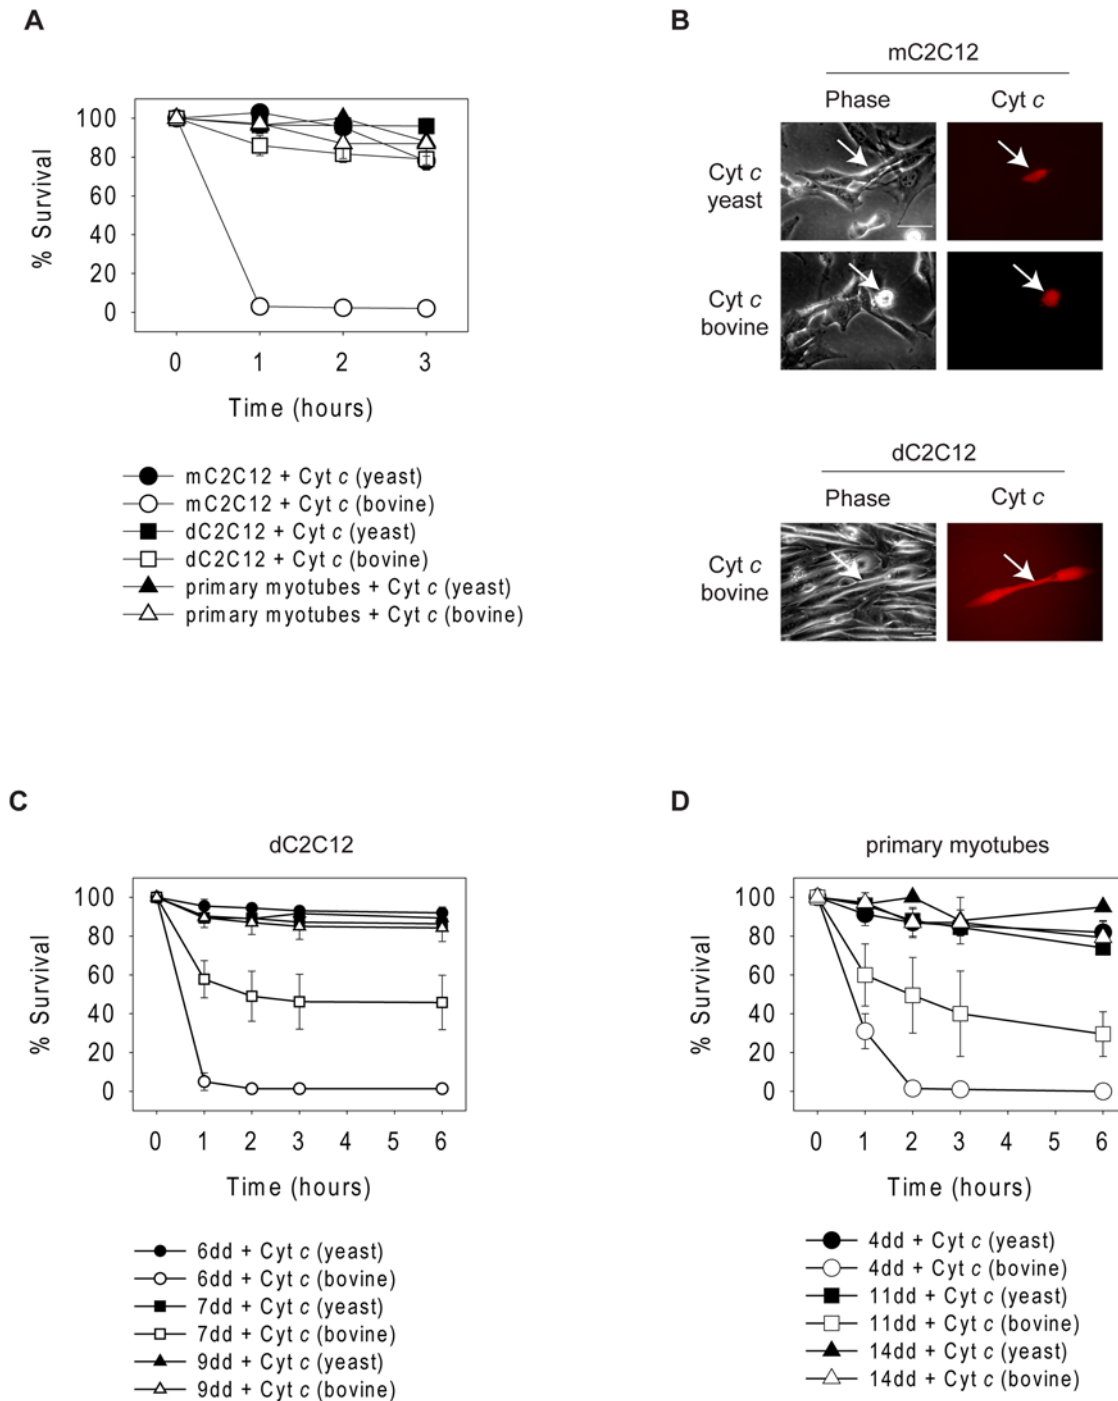 A
100
80
60
40
20
0
% Survival
0 1 2 3
Time (hours)
mC2C12 + Cyt c (yeast)
mC2C12 + Cyt c (bovine)
dC2C12 + Cyt c (yeast)
dC2C12 + Cyt c (bovine)
primary myotubes + Cyt c (yeast)
primary myotubes + Cyt c (bovine)
B
mC2C12
Phase Cyt c
Cyt c
yeast
Cyt c
bovine
dC2C12
Phase Cyt c
Cyt c
bovine
C
dC2C12
100
80
60
40
20
0
% Survival
0 1 2 3 4 5 6
Time (hours)
6dd + Cyt c (yeast)
6dd + Cyt c (bovine)
7dd + Cyt c (yeast)
7dd + Cyt c (bovine)
9dd + Cyt c (yeast)
9dd + Cyt c (bovine)
D
primary myotubes
100
80
60
40
20
0
% Survival
0 1 2 3 4 5 6
Time (hours)
4dd + Cyt c (yeast)
4dd + Cyt c (bovine)
11dd + Cyt c (yeast)
11dd + Cyt c (bovine)
14dd + Cyt c (yeast)
14dd + Cyt c (bovine)